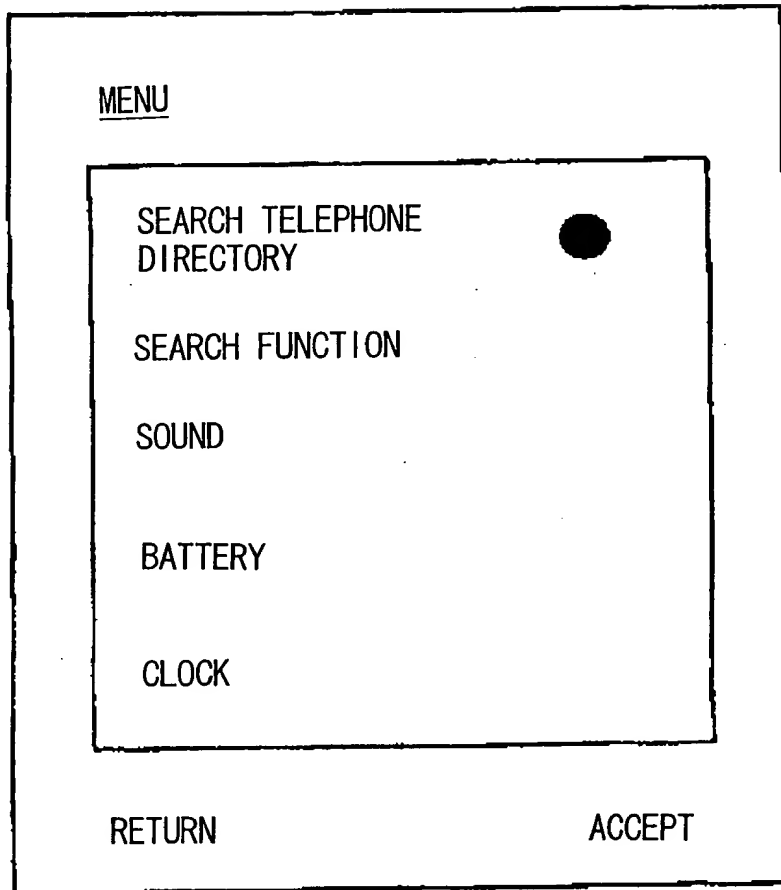 MENU
SEARCH TELEPHONE
DIRECTORY
SEARCH FUNCTION
SOUND
BATTERY
CLOCK
RETURN
ACCEPT